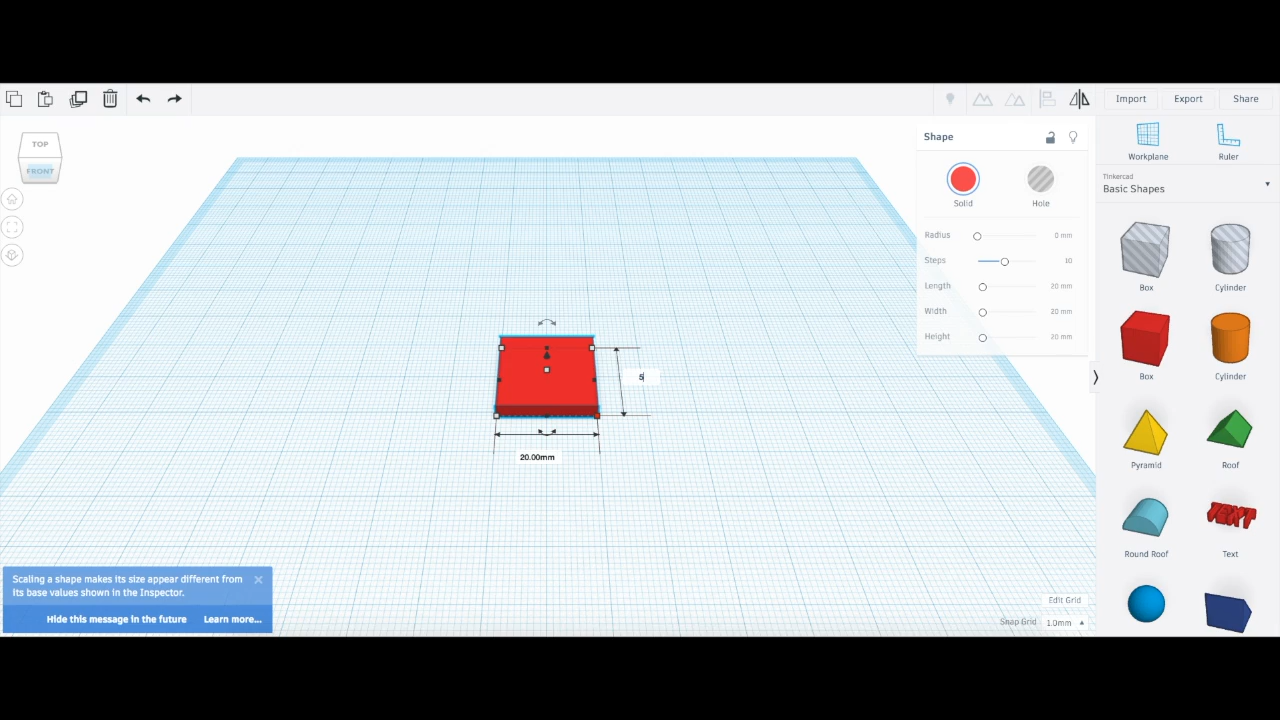 Import
Export
Share
TOP
FRONT
Shape
Solid
Hole
Radius
0 mm
Steps
10
Length
20 mm
Width
20 mm
Height
20 mm
Workplane
Ruler
Tinkercad
Basic Shapes
Box
Cylinder
Box
Cylinder
Pyramid
Roof
Round Roof
Text
TEXT
5
20.00mm
Scaling a shape makes its size appear different from
its base values shown in the Inspector.
Hide this message in the future
Learn more...
Edit Grid
Snap Grid
1.0mm